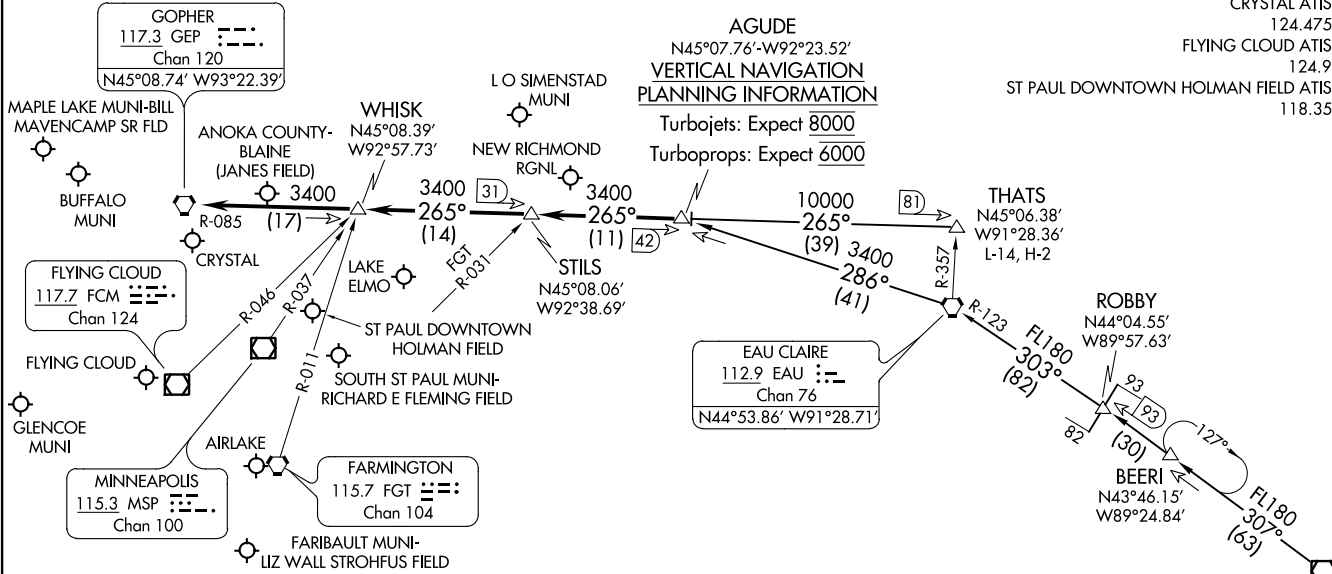 CRYSTAL ATIS
124.475
FLYING CLOUD ATIS
124.9
ST PAUL DOWNTOWN HOLMAN FIELD ATIS
118.35
GOPHER
117.3 GEP
Chan 120
N45°08.74' W93°22.39'
AGUDE
N45°07.76'-W92°23.52'
VERTICAL NAVIGATION
PLANNING INFORMATION
Turbojets: Expect 8000
Turboprops: Expect 6000
L O SIMENSTAD
MUNI
MAPLE LAKE MUNI-BILL
MAVENCAMP SR FLD
WHISK
N45°08.39'
W92°57.73'
ANOKA COUNTY-
BLAINE
(JANES FIELD)
NEW RICHMOND
RGNL
BUFFALO
MUNI
3400
(17)
R-085
3400
265°
(14)
31
3400
265°
(11)
42
10000
265°
(39)
81
THATS
N45°06.38'
W91°28.36'
L-14, H-2
CRYSTAL
3400
286°
(41)
R-357
FGT
R-031
STILS
N45°08.06'
W92°38.69'
LAKE
ELMO
FLYING CLOUD
117.7 FCM
Chan 124
R-046
R-037
R-011
ST PAUL DOWNTOWN
HOLMAN FIELD
R-123
ROBBY
N44°04.55'
W89°57.63'
FL180
303°
(82)
EAU CLAIRE
112.9 EAU
Chan 76
N44°53.86' W91°28.71'
FLYING CLOUD
SOUTH ST PAUL MUNI-
RICHARD E FLEMING FIELD
GLENCOE
MUNI
93
93
82
(30)
127°
AIRLAKE
BEERI
N43°46.15'
W89°24.84'
FL180
307°
(63)
MINNEAPOLIS
115.3 MSP
Chan 100
FARMINGTON
115.7 FGT
Chan 104
FARIBAULT MUNI-
LIZ WALL STROHFUS FIELD